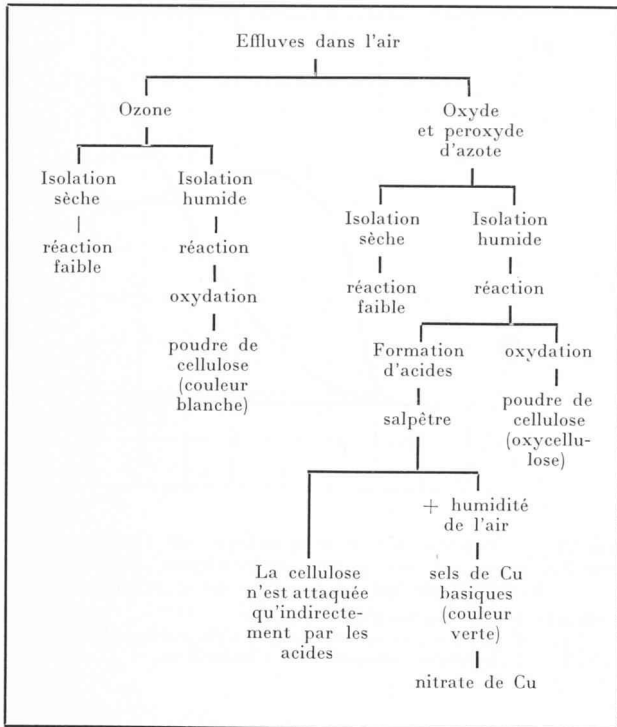 Effluves dans l'air
Ozone
Oxyde
et peroxyde
d'azote
Isolation
sèche
Isolation
humide
réaction
faible
réaction
oxydation
poudre de
cellulose
(couleur
blanche)
Isolation
sèche
Isolation
humide
réaction
faible
réaction
Formation
d'acides
oxydation
salpêtre
poudre de
cellulose
(oxycellu-
lose)
+ humidité
de l'air
La cellulose
n'est attaquée
qu'indirecte-
ment par les
acides
sels de Cu
basiques
(couleur
verte)
nitrate de Cu